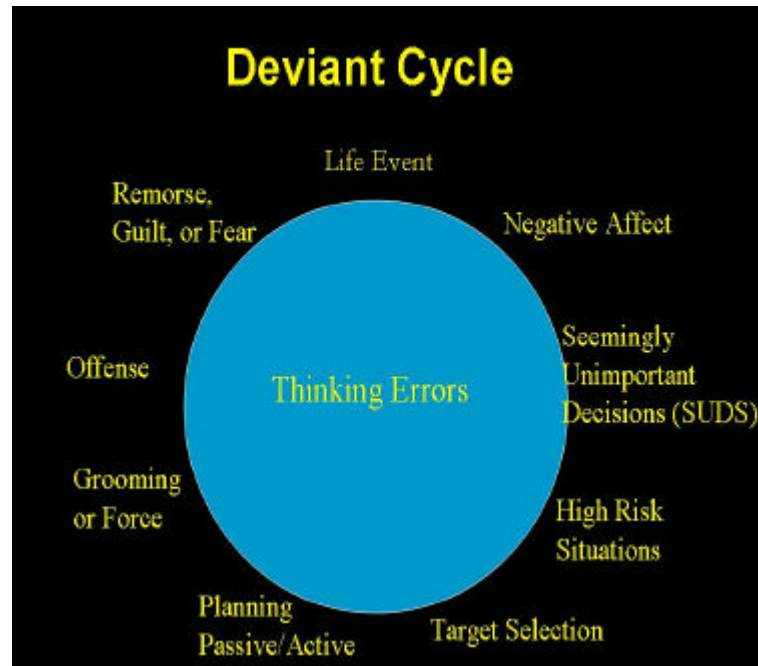 Deviant Cycle
Life Event
Negative Affect
Seemingly
Unimportant
Decisions (SUDS)
High Risk
Situations
Target Selection
Planning
Passive/Active
Grooming
or Force
Offense
Remorse,
Guilt, or Fear
Thinking Errors